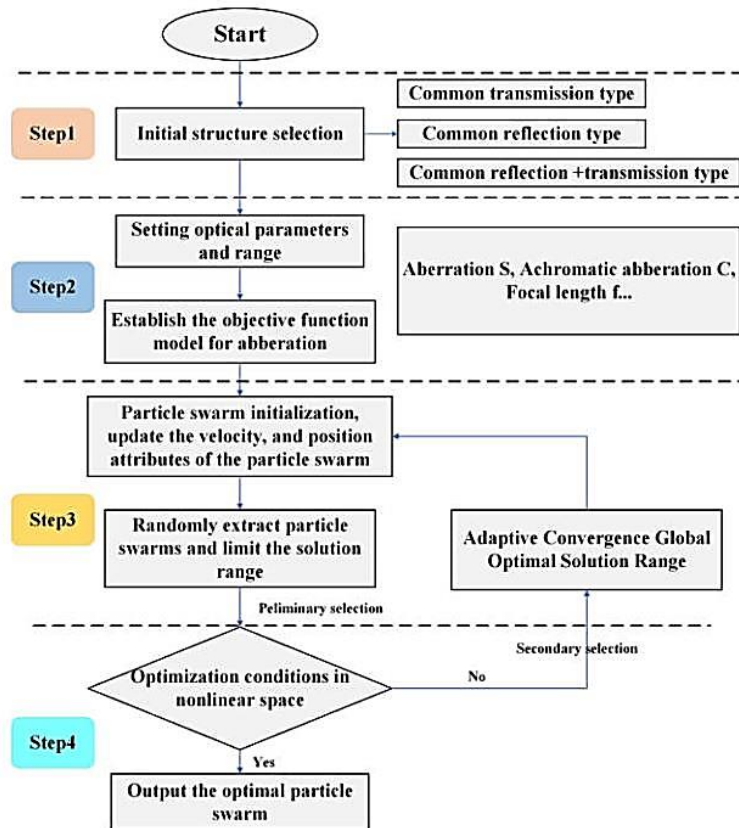 Start
Step1
Initial structure selection
Common transmission type
Common reflection type
Common reflection +transmission type
Step2
Setting optical parameters
and range
Aberration S, Achromatic abberation C,
Focal length f...
Establish the objective function
model for abberation
Step3
Particle swarm initialization,
update the velocity, and position
attributes of the particle swarm
Randomly extract particle
swarms and limit the solution
range
Adaptive Convergence Global
Optimal Solution Range
Peliminary selection
Secondary selection
Step4
Optimization conditions in
nonlinear space
No
Yes
Output the optimal particle
swarm